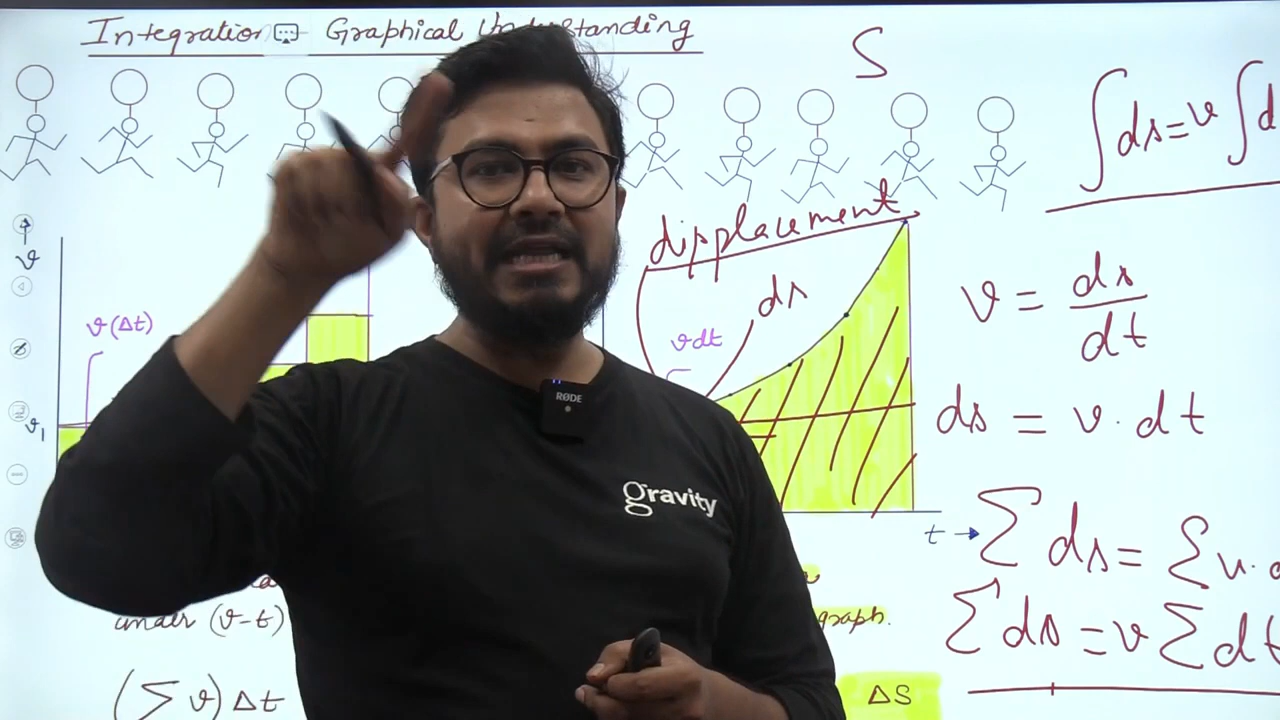 Integration Graphical Understanding
S
∫ds=v∫d
displacement
v
v(Δt)
ds
vdt
v = ds/dt
v₁
ds = v. dt
RØDE
gravity
t →
∑ds= ∑v.d
∑ds=v∑dt
under (v-t)
graph.
(∑v)Δt
ΔS